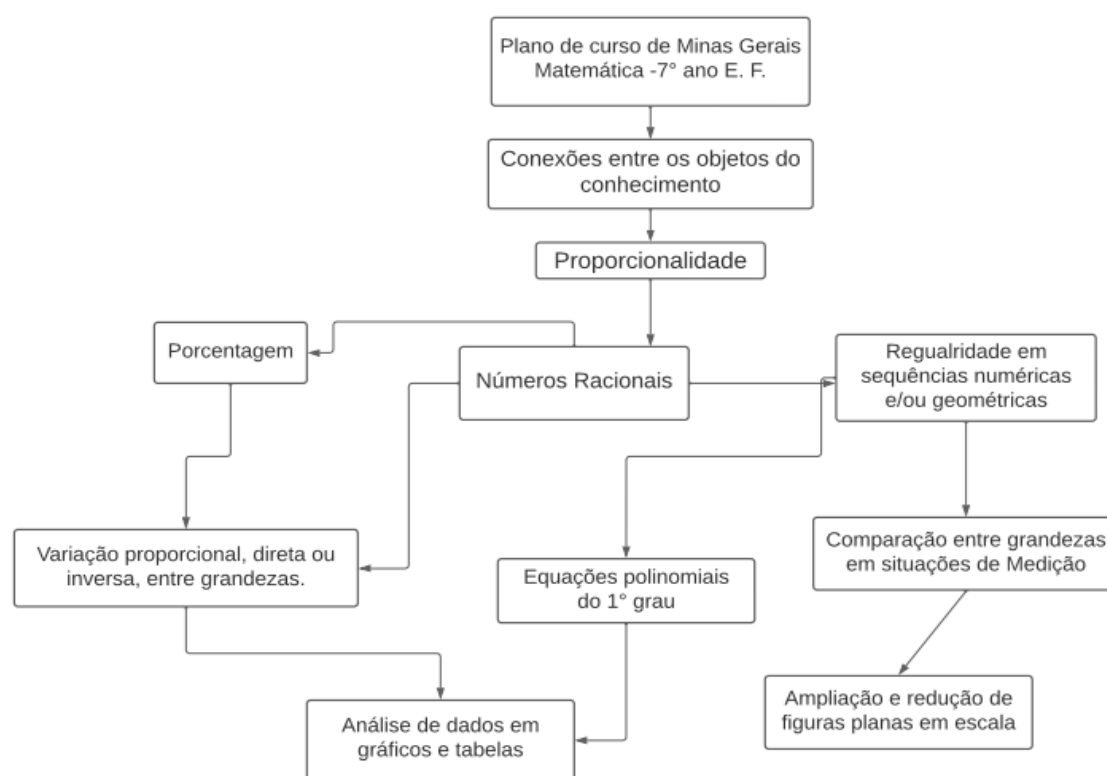 Plano de curso de Minas Gerais
Matemática -7° ano E. F.
Conexões entre os objetos do
conhecimento
Proporcionalidade
Porcentagem
Números Racionais
Regualridade em
sequências numéricas
e/ou geométricas
Variação proporcional, direta ou
inversa, entre grandezas.
Equações polinomiais
do 1° grau
Comparação entre grandezas
em situações de Medição
Análise de dados em
gráficos e tabelas
Ampliação e redução de
figuras planas em escala